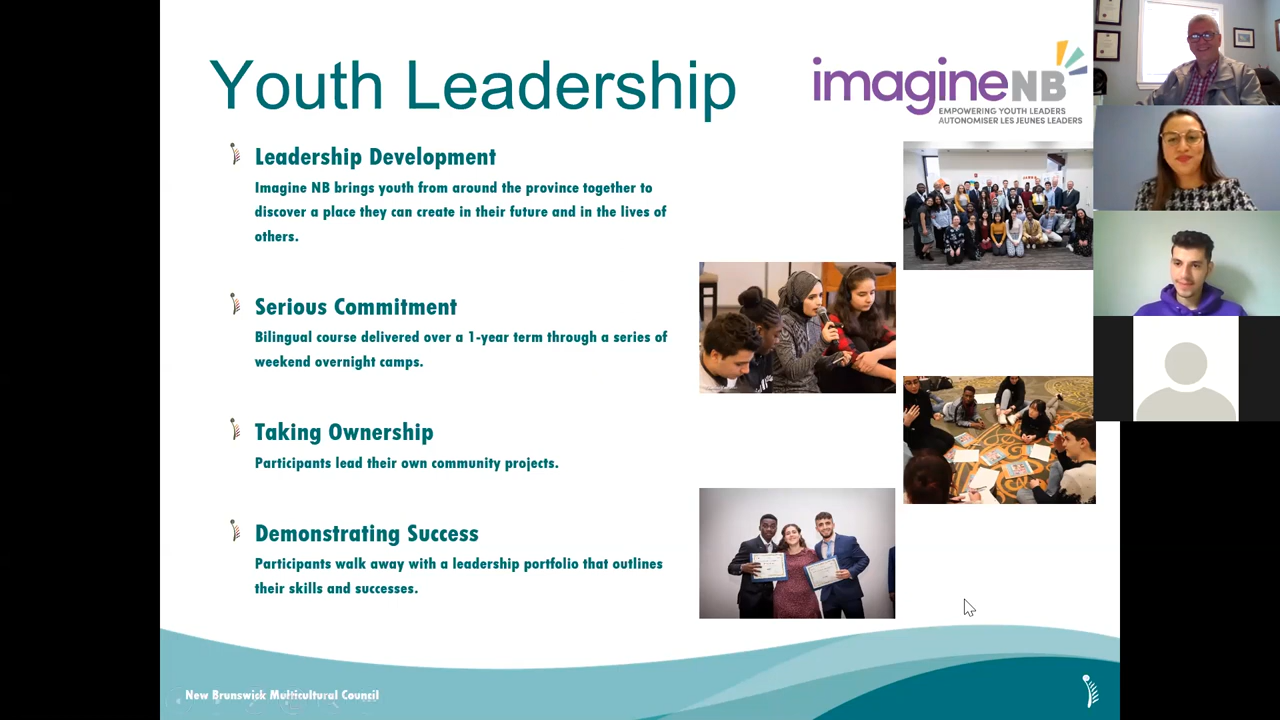 Youth Leadership
imagineNB
EMPOWERING YOUTH LEADERS
AUTONOMISER LES JEUNES LEADERS
Leadership Development
Imagine NB brings youth from around the province together to
discover a place they can create in their future and in the lives of
others.
Serious Commitment
Bilingual course delivered over a 1-year term through a series of
weekend overnight camps.
Taking Ownership
Participants lead their own community projects.
Demonstrating Success
Participants walk away with a leadership portfolio that outlines
their skills and successes.
New Brunswick Multicultural Council